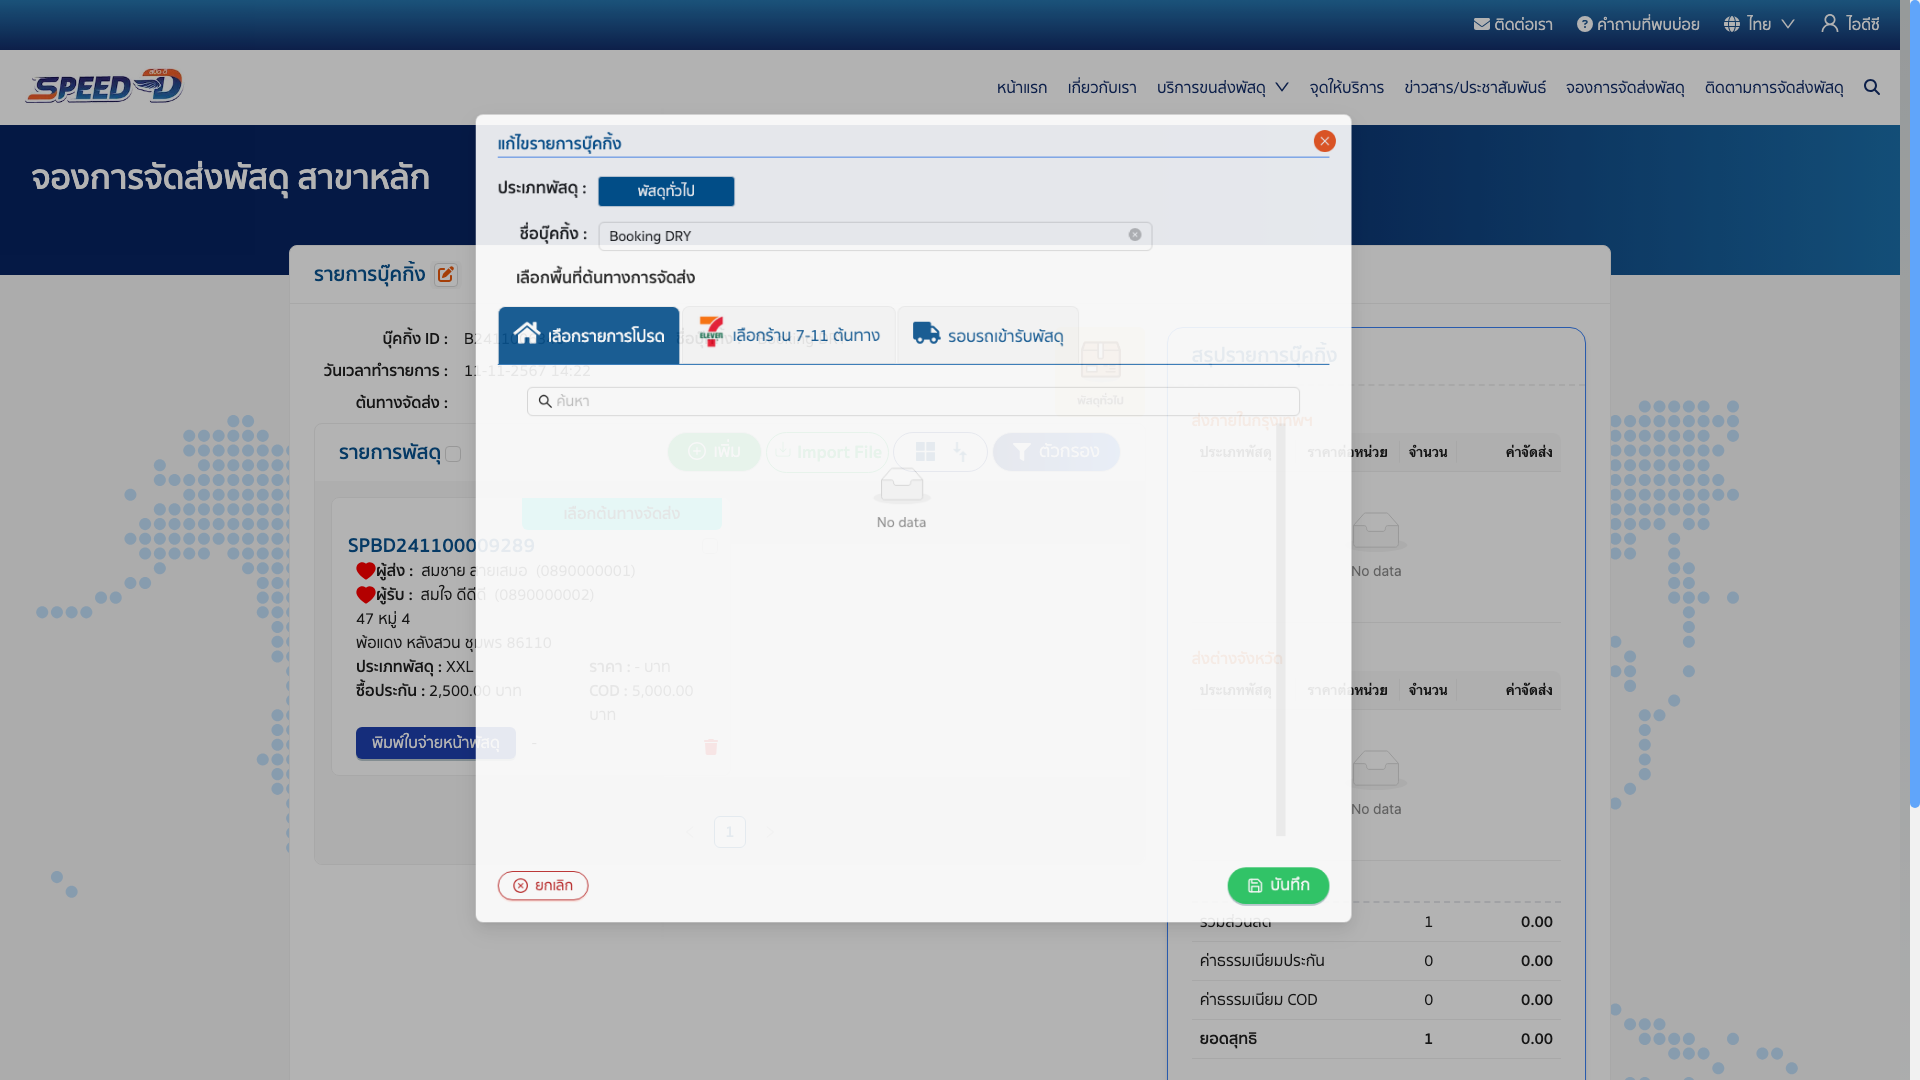 ติดต่อเรา
คำถามที่พบบ่อย
ไทย
ไอดีซี
SPEED D
หน้าแรก
เกี่ยวกับเรา
บริการขนส่งพัสดุ
จุดให้บริการ
ข่าวสาร/ประชาสัมพันธ์
จองการจัดส่งพัสดุ
ติดตามการจัดส่งพัสดุ
จองการจัดส่งพัสดุ สาขาหลัก
แก้ไขรายการบุ๊คกิ้ง
ประเภทพัสดุ :
พัสดุทั่วไป
ชื่อบุ๊คกิ้ง :
Booking DRY
เลือกพื้นที่ต้นทางการจัดส่ง
เลือกรายการโปรด
เลือกร้าน 7-11 ต้นทาง
รอบรถเข้ารับพัสดุ
ค้นหา
No data
ยกเลิก
บันทึก
รายการบุ๊คกิ้ง
บุ๊คกิ้ง ID :
วันเวลาทำรายการ : 11-11-2567 14:22
ต้นทางจัดส่ง :
พัสดุทั่วไป
รายการพัสดุ
เพิ่ม
Import File
ตัวกรอง
เลือกต้นทางจัดส่ง
SPBD241100009289
ผู้ส่ง : สมชาย สายเสมอ (0890000001)
ผู้รับ : สมใจ ดีดีดี (0890000002)
47 หมู่ 4
พ้อแดง หลังสวน ชุมพร 86110
ประเภทพัสดุ : XXL
ราคา : - บาท
ซื้อประกัน : 2,500.00 บาท
COD : 5,000.00 บาท
พิมพ์ใบจ่ายหน้าพัสดุ
-
1
สรุปรายการบุ๊คกิ้ง
ส่งภายในกรุงเทพฯ
ประเภทพัสดุ ราคาต่อหน่วย จำนวน ค่าจัดส่ง
No data
ส่งต่างจังหวัด
ประเภทพัสดุ ราคาต่อหน่วย จำนวน ค่าจัดส่ง
No data
รวมส่วนลด 1 0.00
ค่าธรรมเนียมประกัน 0 0.00
ค่าธรรมเนียม COD 0 0.00
ยอดสุทธิ 1 0.00